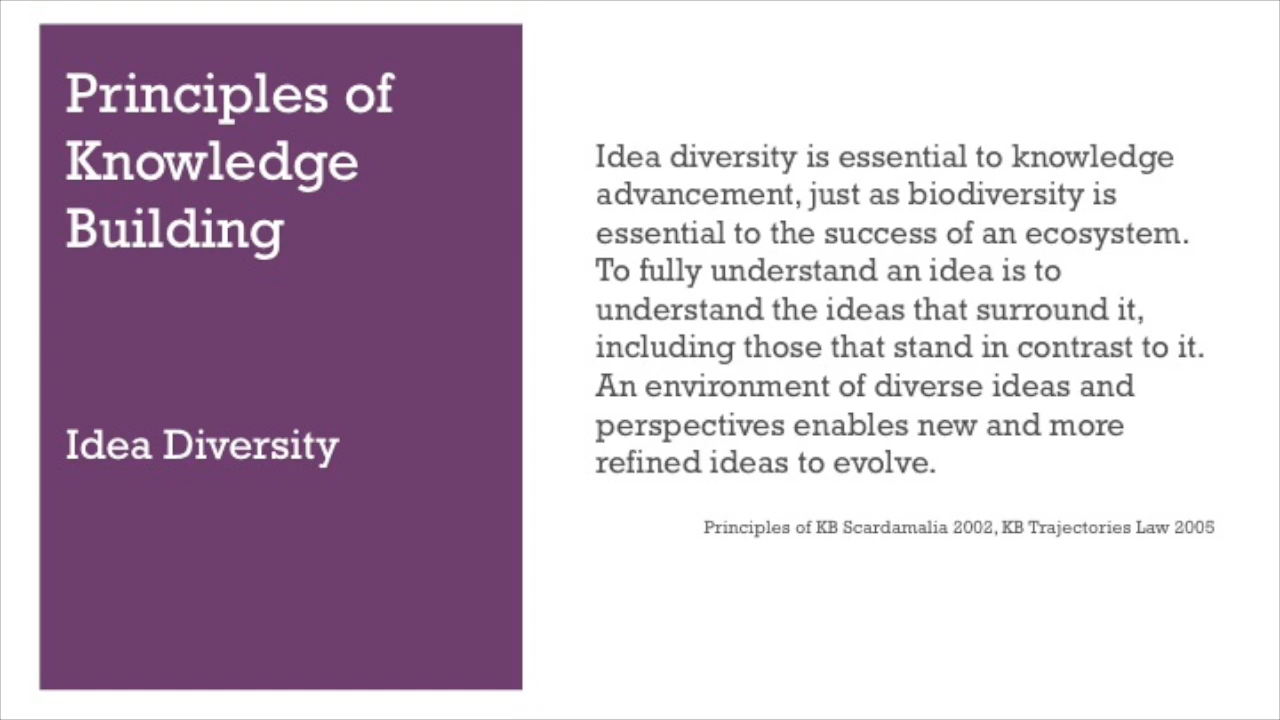 Principles of
Knowledge
Building
Idea Diversity
Idea diversity is essential to knowledge
advancement, just as biodiversity is
essential to the success of an ecosystem.
To fully understand an idea is to
understand the ideas that surround it,
including those that stand in contrast to it.
An environment of diverse ideas and
perspectives enables new and more
refined ideas to evolve.
Principles of KB Scardamalia 2002, KB Trajectories Law 2005